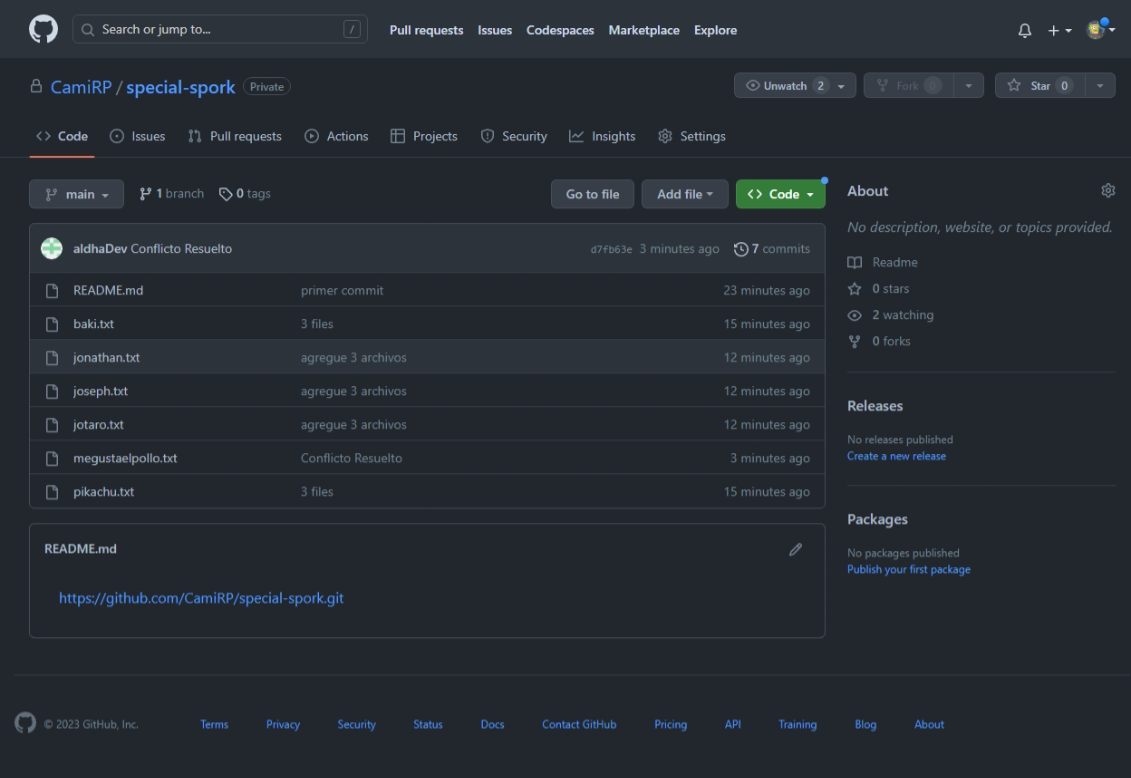 Search or jump to... / Pull requests Issues Codespaces Marketplace Explore
CamiRP / special-spork Private Unwatch 2 Fork 0 Star 0
Code Issues Pull requests Actions Projects Security Insights Settings
main 1 branch 0 tags Go to file Add file Code
aldhaDev Conflicto Resuelto d7fb63e 3 minutes ago 7 commits
README.md primer commit 23 minutes ago
baki.txt 3 files 15 minutes ago
jonathan.txt agregue 3 archivos 12 minutes ago
joseph.txt agregue 3 archivos 12 minutes ago
jotaro.txt agregue 3 archivos 12 minutes ago
megustaelpollo.txt Conflicto Resuelto 3 minutes ago
pikachu.txt 3 files 15 minutes ago
README.md
https://github.com/CamiRP/special-spork.git
About
No description, website, or topics provided.
Readme
0 stars
2 watching
0 forks
Releases
No releases published
Create a new release
Packages
No packages published
Publish your first package
© 2023 GitHub, Inc. Terms Privacy Security Status Docs Contact GitHub Pricing API Training Blog About